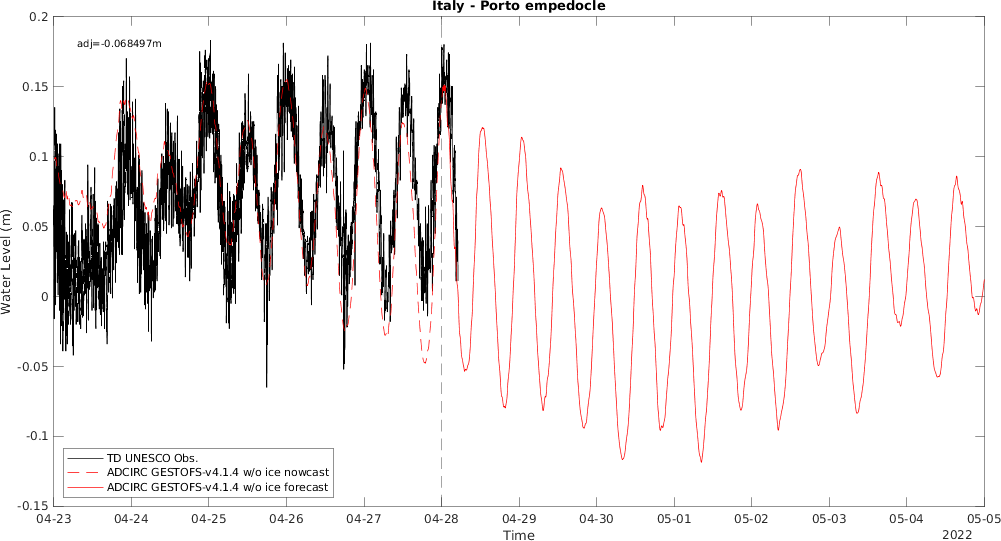 Italy - Porto empedocle
adj=-0.068497m
0.2
0.15
0.1
0.05
0
-0.05
-0.1
-0.15
Water Level (m)
TD UNESCO Obs.
ADCIRC GESTOFS-v4.1.4 w/o ice nowcast
ADCIRC GESTOFS-v4.1.4 w/o ice forecast
04-23 04-24 04-25 04-26 04-27 04-28 04-29 04-30 05-01 05-02 05-03 05-04 05-05
Time
2022